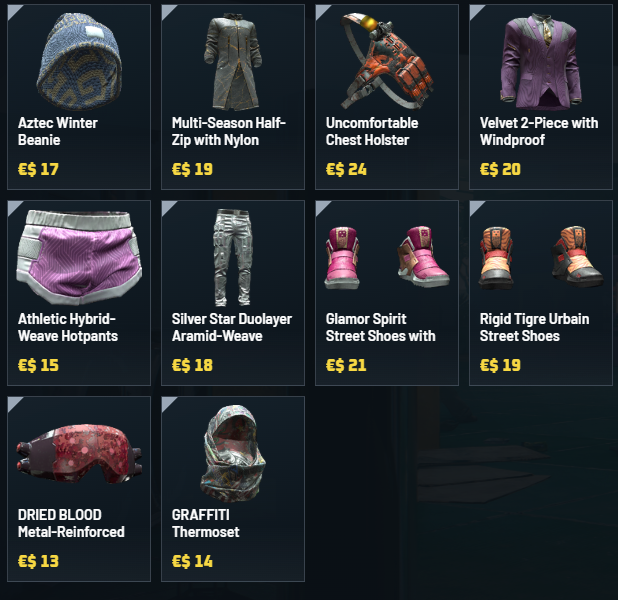 Aztec Winter
Beanie
€$ 17
Multi-Season Half-
Zip with Nylon
€$ 19
Uncomfortable
Chest Holster
€$ 24
Velvet 2-Piece with
Windproof
€$ 20
Athletic Hybrid-
Weave Hotpants
€$ 15
Silver Star Duolayer
Aramid-Weave
€$ 18
Glamor Spirit
Street Shoes with
€$ 21
Rigid Tigre Urbain
Street Shoes
€$ 19
DRIED BLOOD
Metal-Reinforced
€$ 13
GRAFFITI
Thermoset
€$ 14